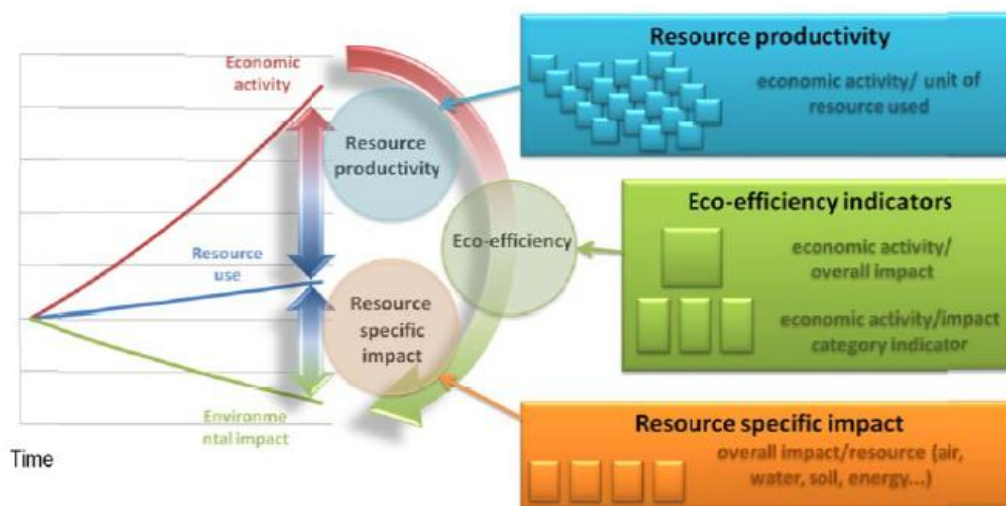 Economic
activity
Resource
use
Environme
ntal impact
Time
Resource
productivity
Eco-efficiency
Resource
specific
impact
Resource productivity
economic activity/ unit of
resource used
Eco-efficiency indicators
economic activity/
overall impact
economic activity/impact
category indicator
Resource specific impact
overall impact/resource (air,
water, soil, energy...)